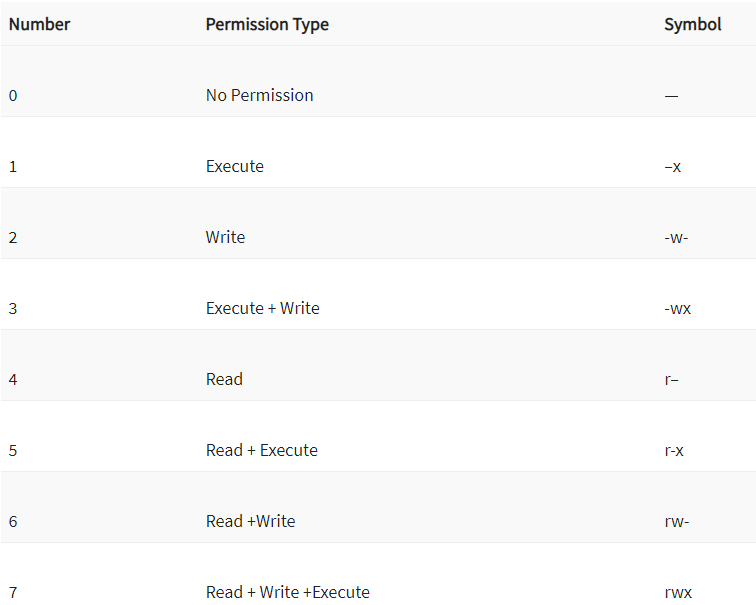 Number Permission Type Symbol
0 No Permission —
1 Execute –x
2 Write -w-
3 Execute + Write -wx
4 Read r–
5 Read + Execute r-x
6 Read +Write rw-
7 Read + Write +Execute rwx